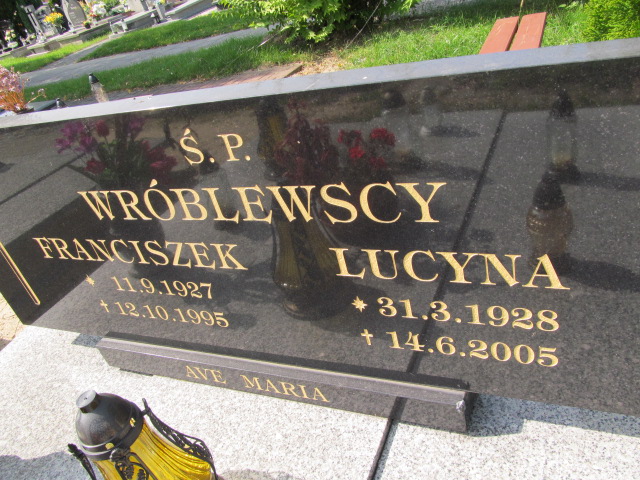 Ś. P.
WRÓBLEWSCY
FRANCISZEK
* 11.9.1927
† 12.10.1995
LUCYNA
* 31.3.1928
† 14.6.2005
AVE MARIA